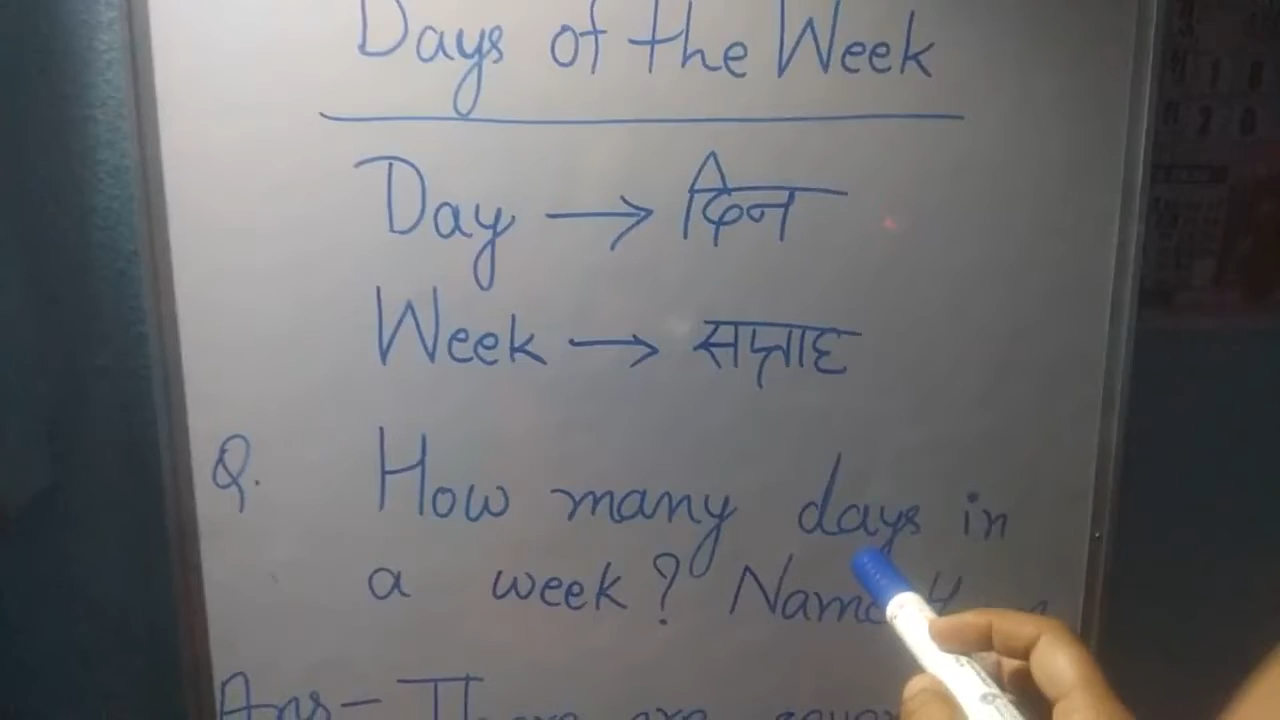 Days of the Week
Day → दिन
Week → सप्ताह
Q. How many days in
a week? Name
Ans- There are seven